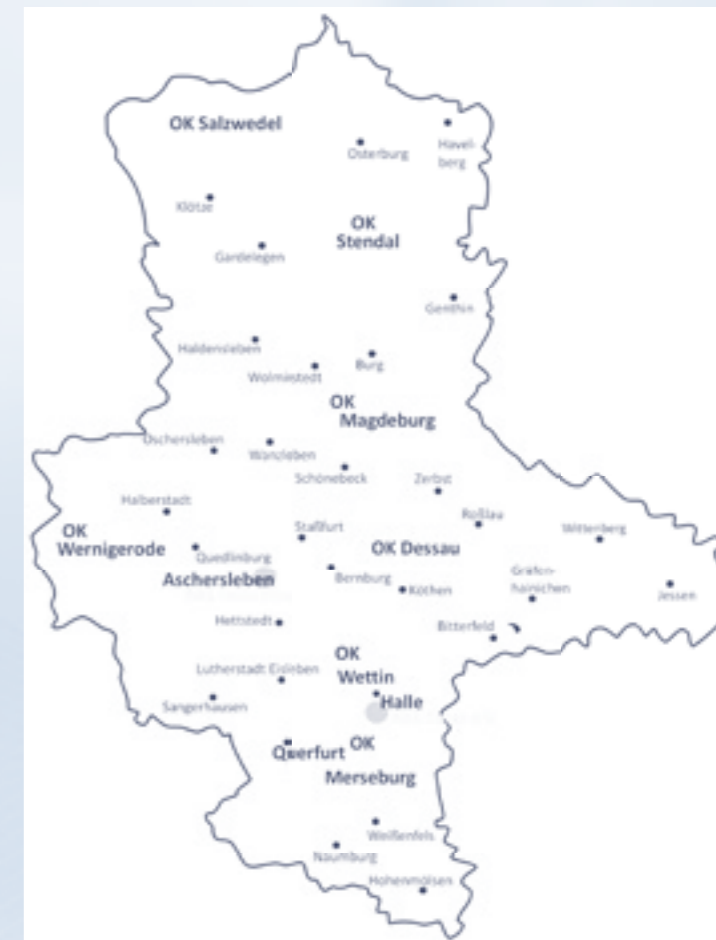 OK Salzwedel
Osterburg
Havel-
berg
Klötze
OK
Stendal
Gardelegen
Genthin
Haldensleben
Burg
Wolmirstedt
OK
Magdeburg
Oschersleben
Wanzleben
Schönebeck
Zerbst
Halberstadt
Roßlau
OK
Wernigerode
Staßfurt
Wittenberg
OK Dessau
Quedlinburg
Aschersleben
Bernburg
Köthen
Gräfen-
hainichen
Jessen
Hettstedt
Bitterfeld
OK
Wettin
Lutherstadt Eisleben
Halle
Sangerhausen
Querfurt
OK
Merseburg
Weißenfels
Naumburg
Hohenmölsen